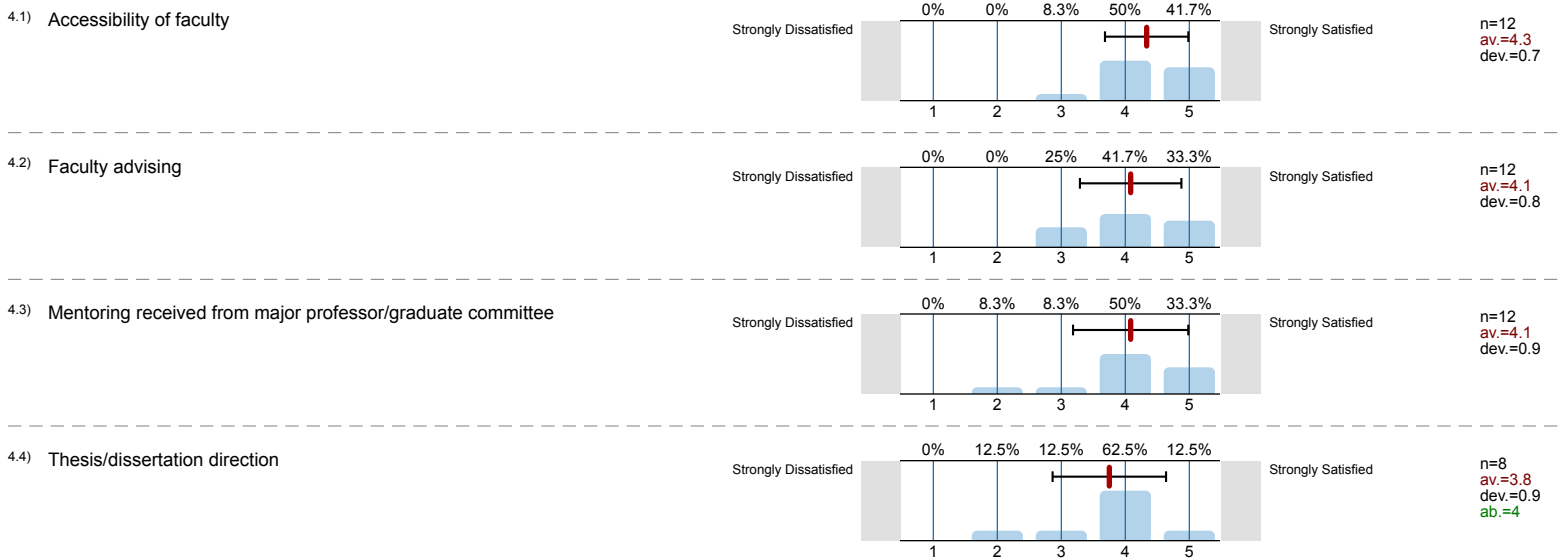 4.1) Accessibility of faculty
0% 0% 8.3% 50% 41.7%
Strongly Dissatisfied Strongly Satisfied
n=12
av.=4.3
dev.=0.7
1 2 3 4 5
4.2) Faculty advising
0% 0% 25% 41.7% 33.3%
Strongly Dissatisfied Strongly Satisfied
n=12
av.=4.1
dev.=0.8
1 2 3 4 5
4.3) Mentoring received from major professor/graduate committee
0% 8.3% 8.3% 50% 33.3%
Strongly Dissatisfied Strongly Satisfied
n=12
av.=4.1
dev.=0.9
1 2 3 4 5
4.4) Thesis/dissertation direction
0% 12.5% 12.5% 62.5% 12.5%
Strongly Dissatisfied Strongly Satisfied
n=8
av.=3.8
dev.=0.9
ab.=4
1 2 3 4 5